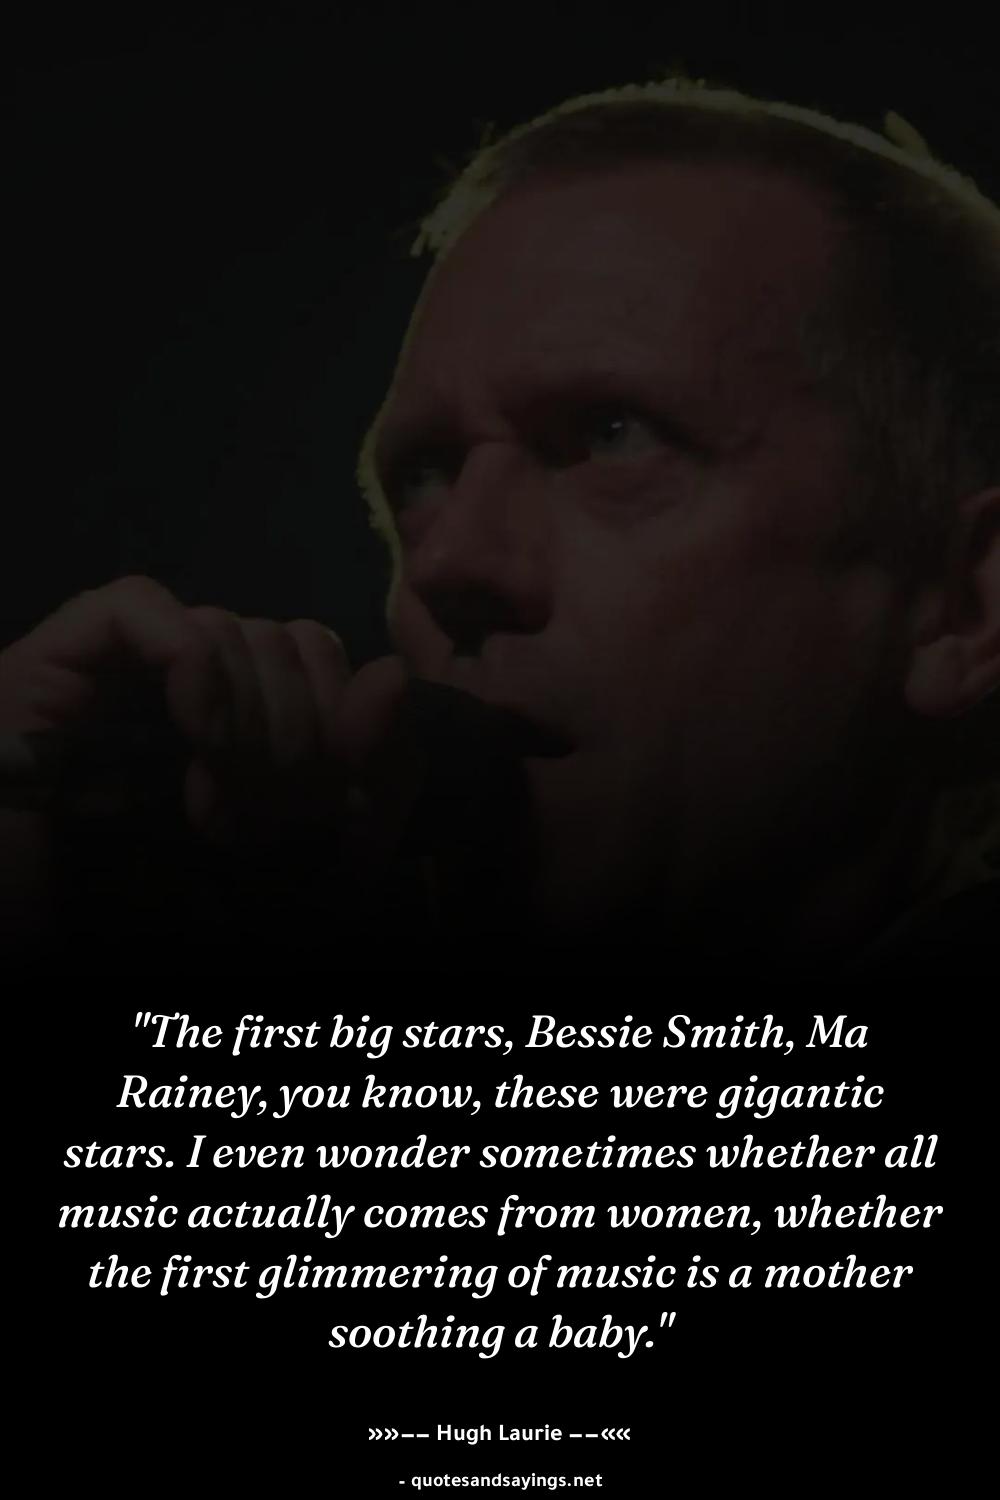 "The first big stars, Bessie Smith, Ma
Rainey, you know, these were gigantic
stars. I even wonder sometimes whether all
music actually comes from women, whether
the first glimmering of music is a mother
soothing a baby."
»»—— Hugh Laurie ——««
- quotesandsayings.net